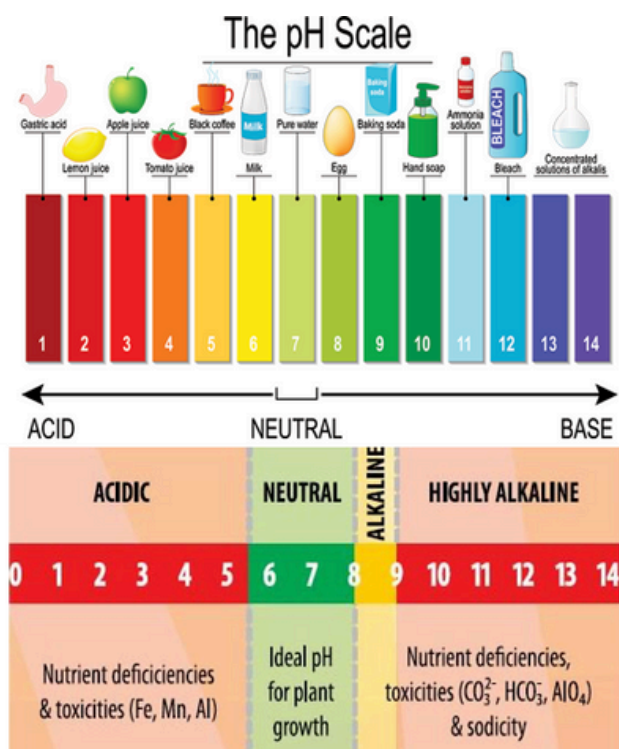 The pH Scale
Gastric acid
Apple juice
Black coffee
Pure water
Baking soda
Ammonia solution
BLEACH
Milk
Baking soda
Lemon juice
Tomato juice
Milk
Egg
Hand soap
Bleach
Concentrated
solutions of alkalis
1 2 3 4 5 6 7 8 9 10 11 12 13 14
ACID NEUTRAL BASE
ACIDIC NEUTRAL ALKALINE HIGHLY ALKALINE
0 1 2 3 4 5 6 7 8 9 10 11 12 13 14
Nutrient deficiciencies
& toxicities (Fe, Mn, Al)
Ideal pH
for plant
growth
Nutrient deficiencies,
toxicities (CO₃²⁻, HCO₃⁻, AlO₄)
& sodicity